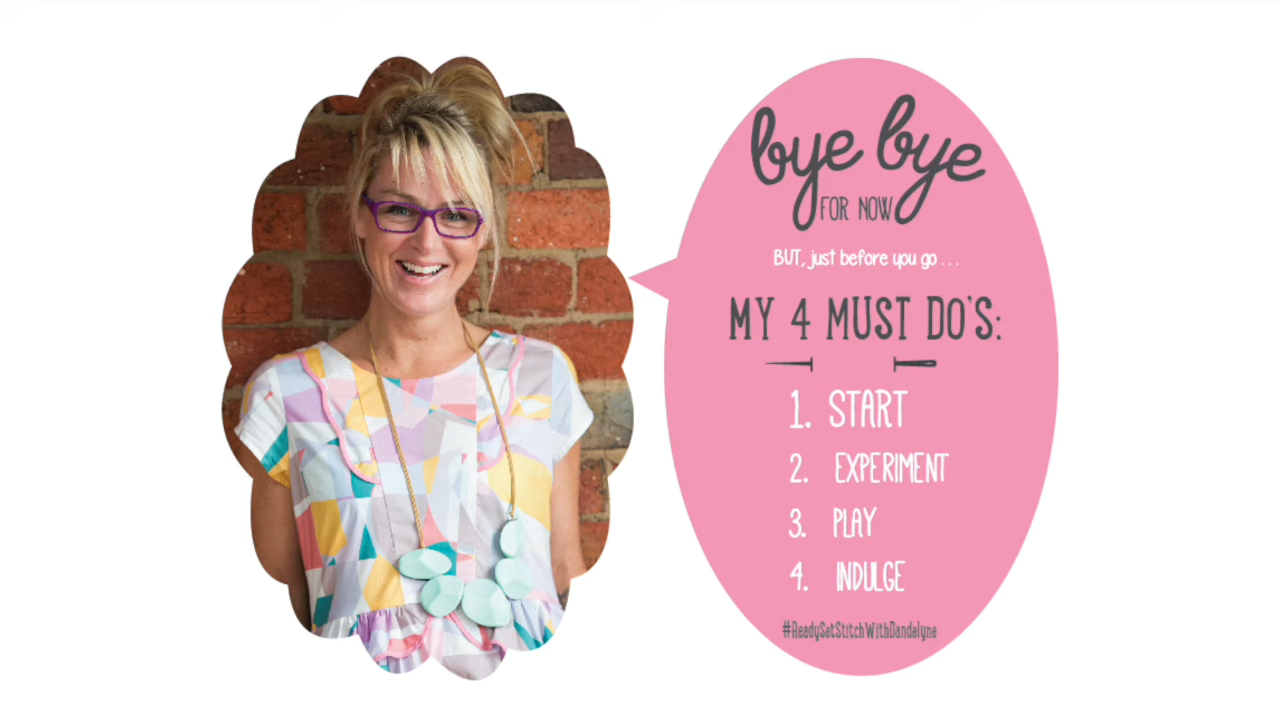 bye bye
FOR NOW
BUT, just before you go . . .
MY 4 MUST DO'S:
1. START
2. EXPERIMENT
3. PLAY
4. INDULGE
#ReadySetStitchWithDandelyne